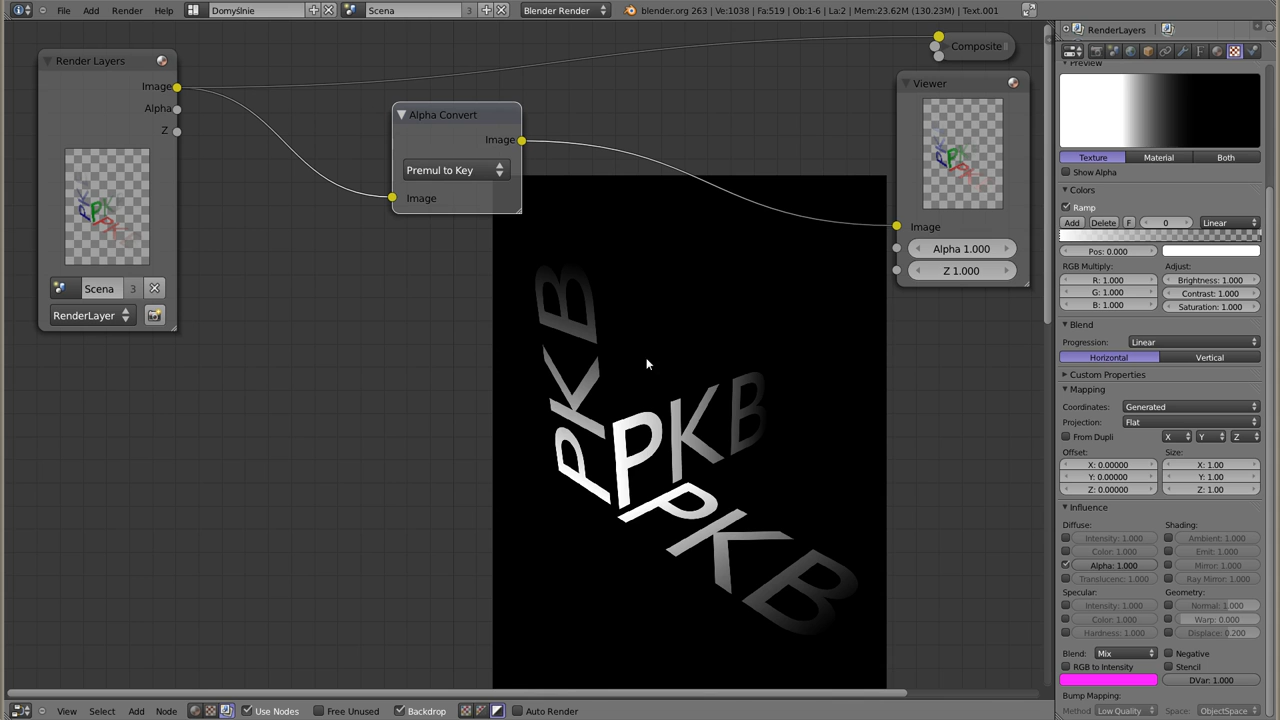 File Add Render Help Domyślnie Scena 3 Blender Render blender.org 263 | Ve:1038 | Fa:519 | Ob:1-6 | La:2 | Mem:23.62M (130.23M) | Text.001
RenderLayers
Render Layers
Image
Alpha
Z
Scena 3
RenderLayer
Alpha Convert
Image
Premul to Key
Image
Composite
Viewer
Image
Alpha 1.000
Z 1.000
PKB
PKB
PKB
Preview
Texture Material Both
Show Alpha
Colors
Ramp
Add Delete F 0 Linear
Pos: 0.000
RGB Multiply: Adjust:
R: 1.000 Brightness: 1.000
G: 1.000 Contrast: 1.000
B: 1.000 Saturation: 1.000
Blend
Progression: Linear
Horizontal Vertical
Custom Properties
Mapping
Coordinates: Generated
Projection: Flat
From Dupli X Y Z
Offset: Size:
X: 0.00000 X: 1.00
Y: 0.00000 Y: 1.00
Z: 0.00000 Z: 1.00
Influence
Diffuse: Shading:
Intensity: 1.000 Ambient: 1.000
Color: 1.000 Emit: 1.000
Alpha: 1.000 Mirror: 1.000
Translucenc: 1.000 Ray Mirror: 1.000
Specular: Geometry:
Intensity: 1.000 Normal: 1.000
Color: 1.000 Warp: 0.000
Hardness: 1.000 Displace: 0.200
Blend: Mix Negative
RGB to Intensity Stencil
DVar: 1.000
Bump Mapping:
Method Low Quality Space: ObjectSpace
View Select Add Node Use Nodes Free Unused Backdrop Auto Render